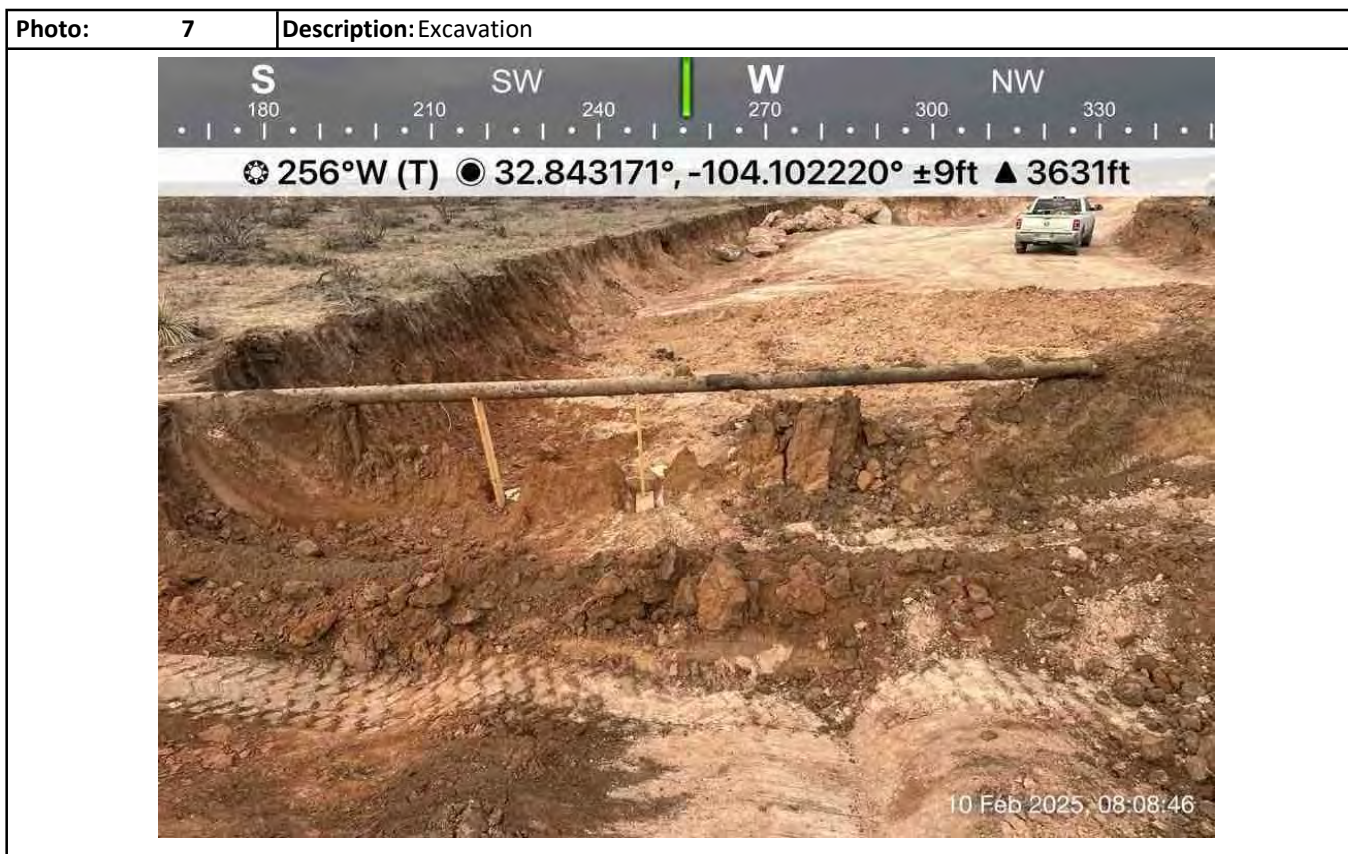 Photo: 7 Description: Excavation
S SW W NW
180 210 240 270 300 330
256°W (T) 32.843171°, -104.102220° ±9ft ▲ 3631ft
10 Feb 2025, 08:08:46